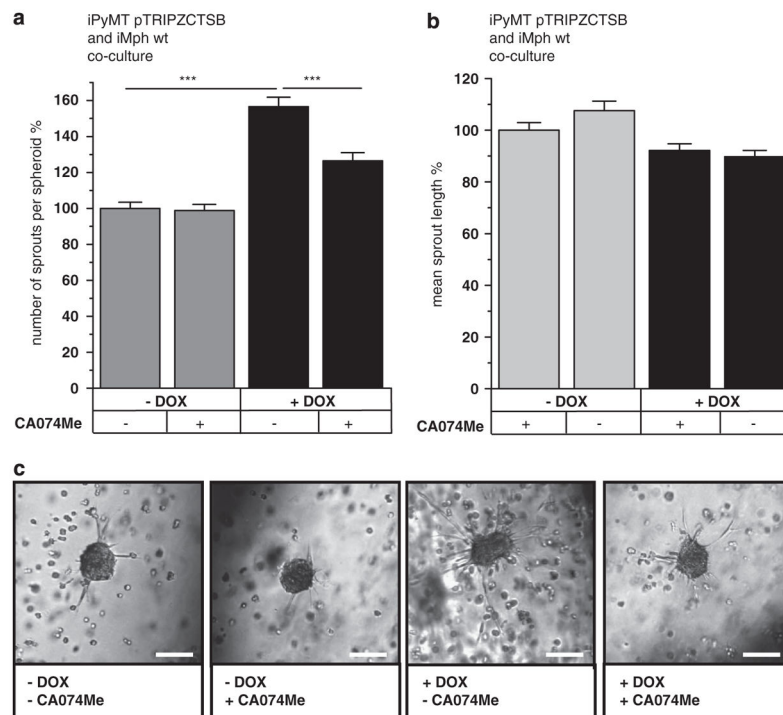 a
iPyMT pTRIPZCTSB
and iMph wt
co-culture
number of sprouts per spheroid %
160
140
120
100
80
60
40
20
0
***
***
- DOX
+ DOX
CA074Me
-
+
-
+
b
iPyMT pTRIPZCTSB
and iMph wt
co-culture
mean sprout length %
120
100
80
60
40
20
0
- DOX
+ DOX
CA074Me
+
-
+
-
c
- DOX
- CA074Me
- DOX
+ CA074Me
+ DOX
- CA074Me
+ DOX
+ CA074Me